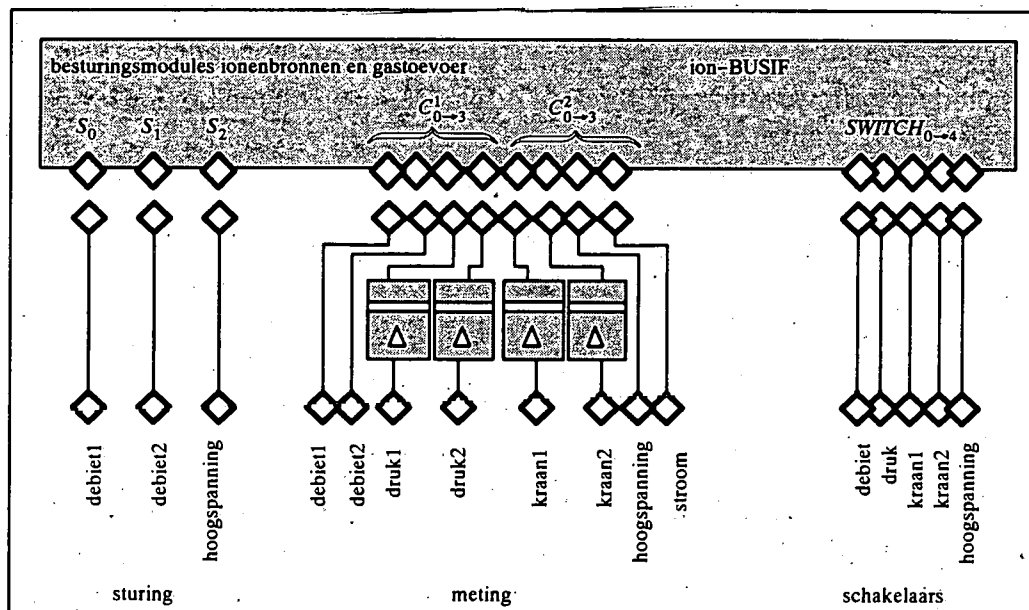 besturingsmodules ionenbronnen en gastoevoer ion-BUSIF
S₀ S₁ S₂ C¹₀→₃ C²₀→₃ SWITCH₀→₄
Δ Δ Δ Δ
debiet1
debiet2
hoogspanning
debiet1
debiet2
druk1
druk2
kraan1
kraan2
hoogspanning
stroom
debiet
druk
kraan1
kraan2
hoogspanning
sturing meting schakelaars